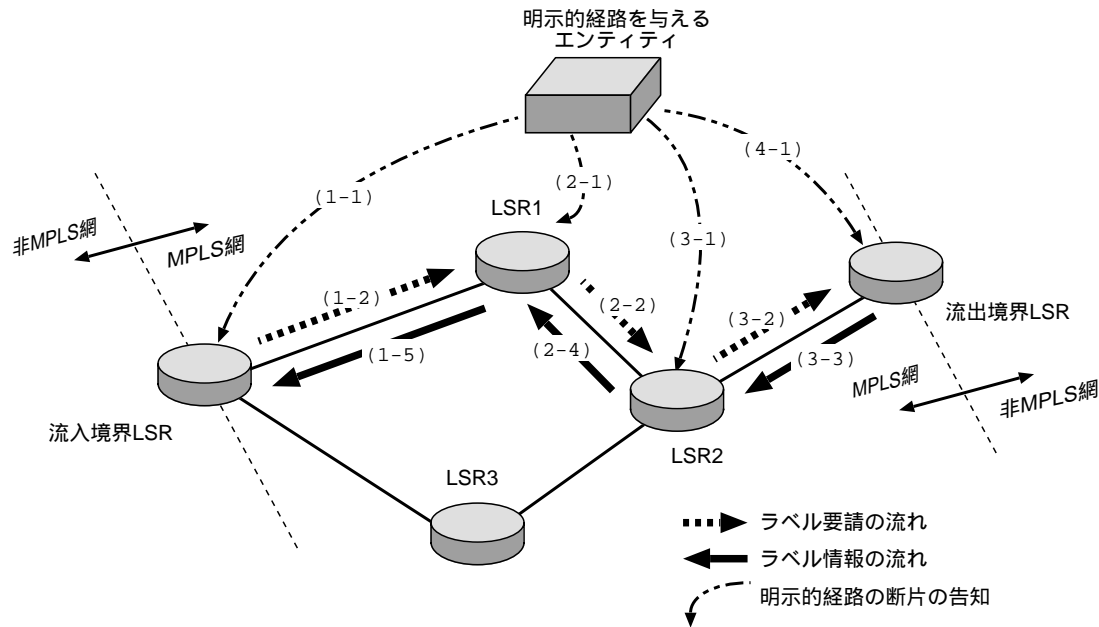 明示的経路を与える
エンティティ
(1-1)
(2-1)
(4-1)
(3-1)
LSR1
非MPLS網
MPLS網
(1-2)
(2-2)
(3-2)
流出境界LSR
(1-5)
(2-4)
(3-3)
MPLS網
非MPLS網
流入境界LSR
LSR2
LSR3
ラベル要請の流れ
ラベル情報の流れ
明示的経路の断片の告知